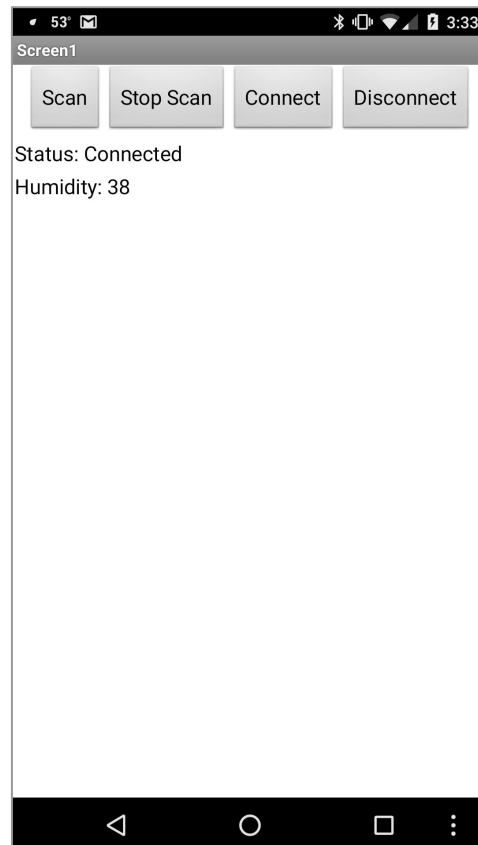 53° 3:33
Screen1
Scan Stop Scan Connect Disconnect
Status: Connected
Humidity: 38